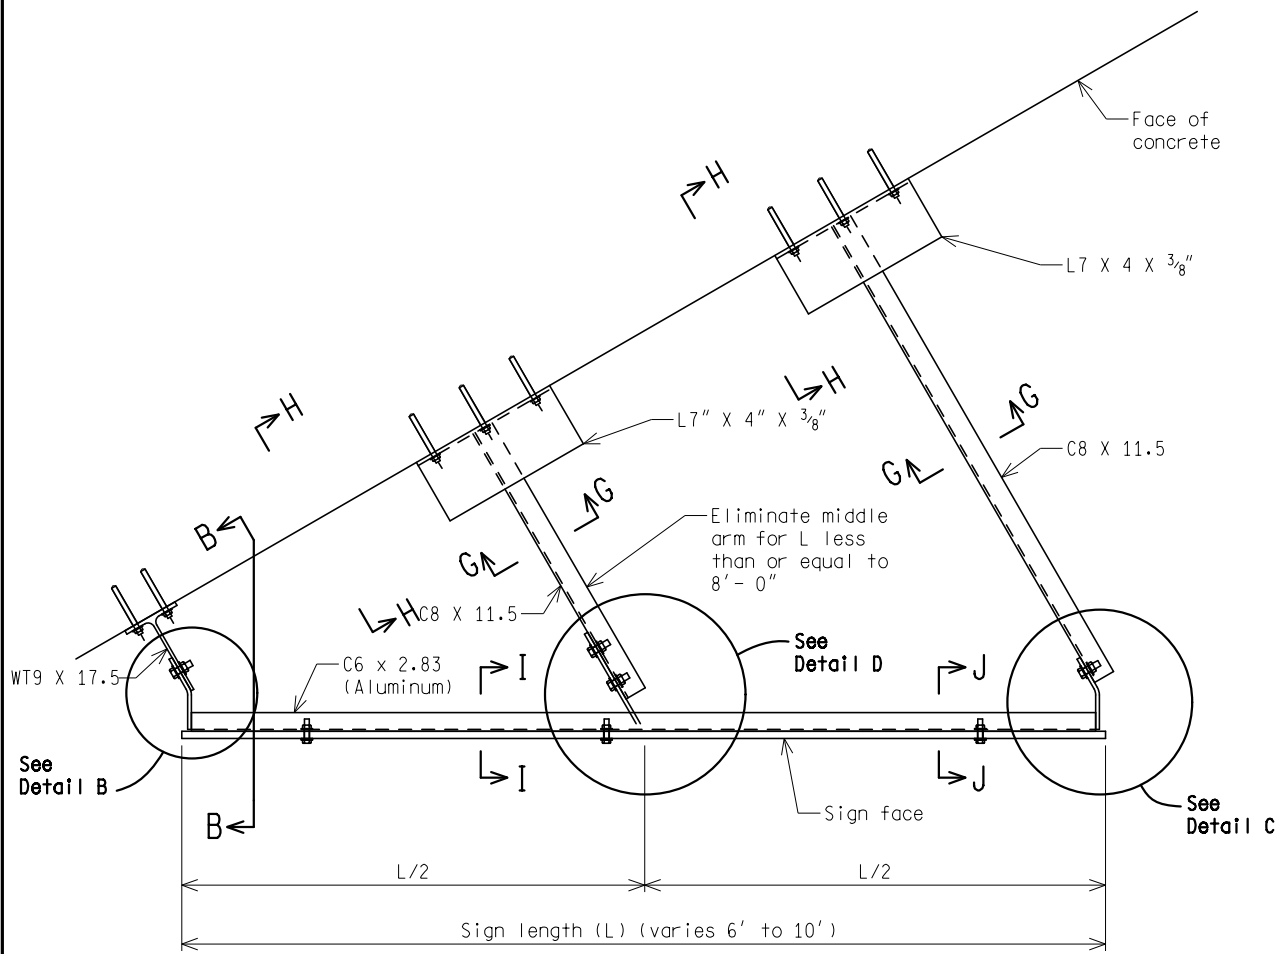 Face of
concrete
H
L7 X 4 X 3/8"
H
H
L7" X 4" X 3/8"
G
C8 X 11.5
G
G
Eliminate middle
arm for L less
than or equal to
8'- 0"
B
G
H
C8 X 11.5
See
Detail D
C6 x 2.83
(Aluminum)
I
J
WT9 X 17.5
See
Detail B
I
J
B
Sign face
See
Detail C
L/2
L/2
Sign length (L) (varies 6' to 10')